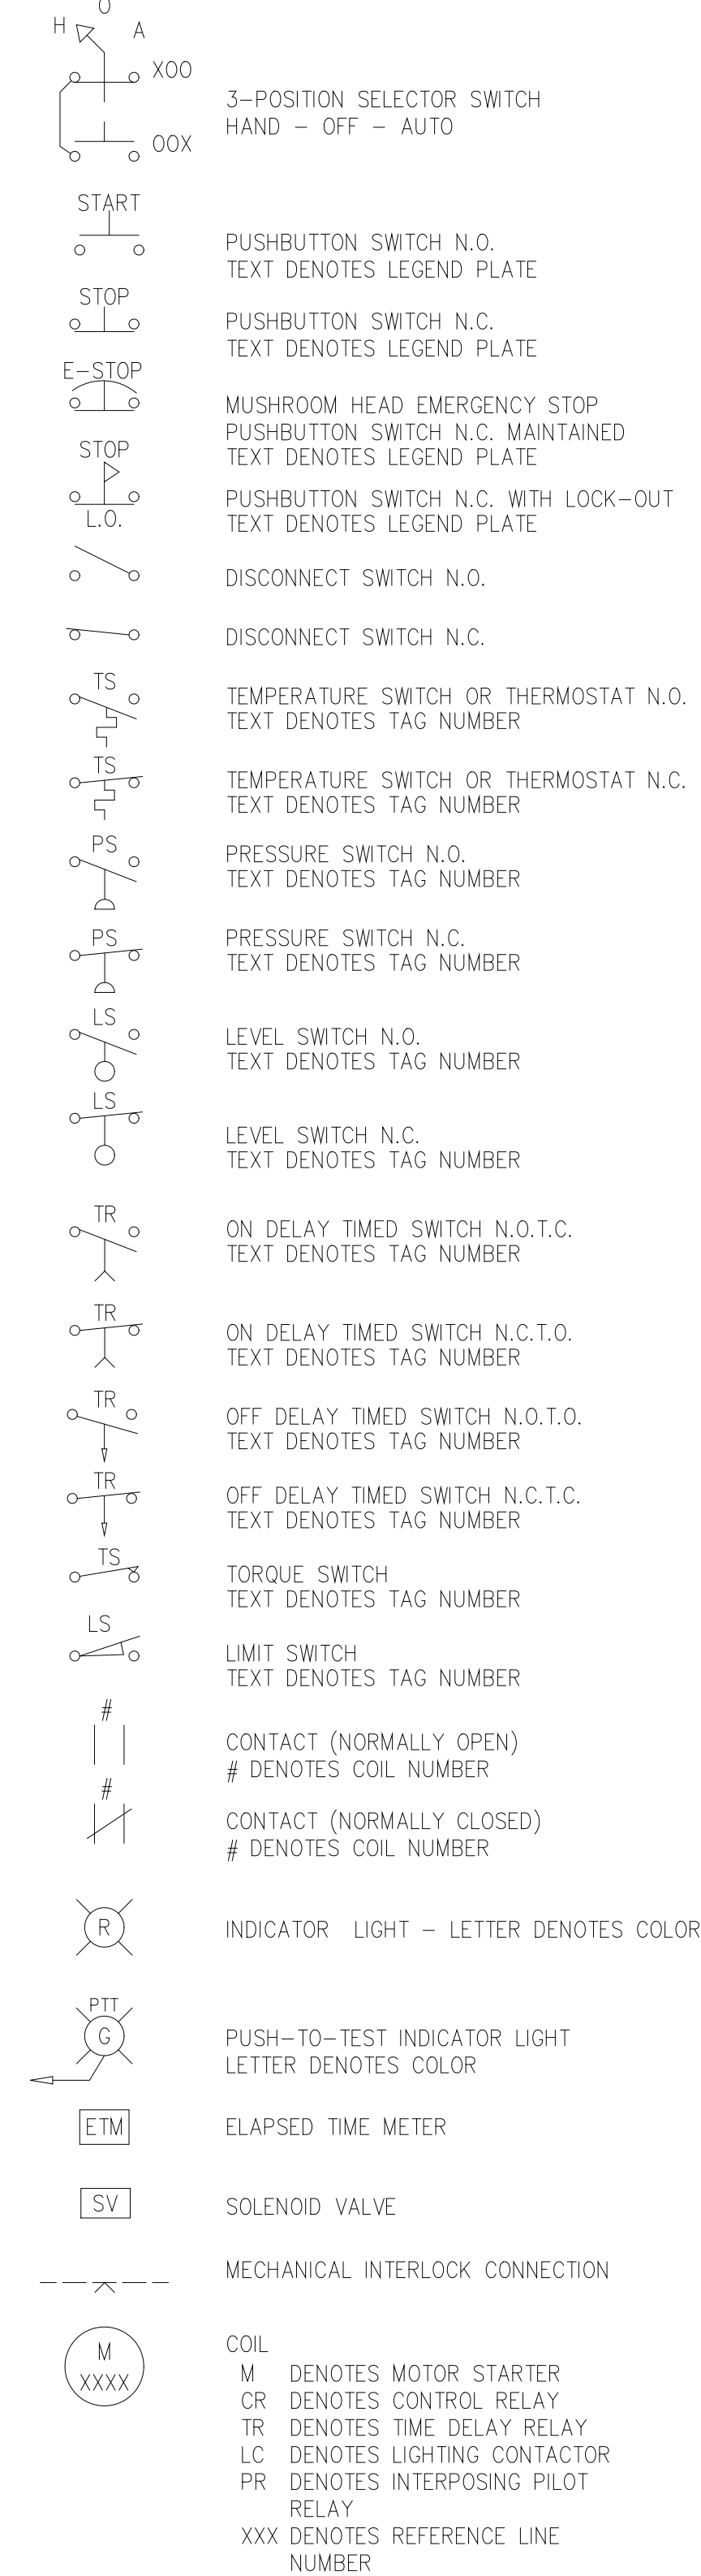 O
H
A
XOO
3-POSITION SELECTOR SWITCH
HAND - OFF - AUTO
OOX
START
PUSHBUTTON SWITCH N.O.
TEXT DENOTES LEGEND PLATE
STOP
PUSHBUTTON SWITCH N.C.
TEXT DENOTES LEGEND PLATE
E-STOP
MUSHROOM HEAD EMERGENCY STOP
PUSHBUTTON SWITCH N.C. MAINTAINED
TEXT DENOTES LEGEND PLATE
STOP
L.O.
PUSHBUTTON SWITCH N.C. WITH LOCK-OUT
TEXT DENOTES LEGEND PLATE
DISCONNECT SWITCH N.O.
DISCONNECT SWITCH N.C.
TS
TEMPERATURE SWITCH OR THERMOSTAT N.O.
TEXT DENOTES TAG NUMBER
TS
TEMPERATURE SWITCH OR THERMOSTAT N.C.
TEXT DENOTES TAG NUMBER
PS
PRESSURE SWITCH N.O.
TEXT DENOTES TAG NUMBER
PS
PRESSURE SWITCH N.C.
TEXT DENOTES TAG NUMBER
LS
LEVEL SWITCH N.O.
TEXT DENOTES TAG NUMBER
LS
LEVEL SWITCH N.C.
TEXT DENOTES TAG NUMBER
TR
ON DELAY TIMED SWITCH N.O.T.C.
TEXT DENOTES TAG NUMBER
TR
ON DELAY TIMED SWITCH N.C.T.O.
TEXT DENOTES TAG NUMBER
TR
OFF DELAY TIMED SWITCH N.O.T.O.
TEXT DENOTES TAG NUMBER
TR
OFF DELAY TIMED SWITCH N.C.T.C.
TEXT DENOTES TAG NUMBER
TS
TORQUE SWITCH
TEXT DENOTES TAG NUMBER
LS
LIMIT SWITCH
TEXT DENOTES TAG NUMBER
#
CONTACT (NORMALLY OPEN)
# DENOTES COIL NUMBER
#
CONTACT (NORMALLY CLOSED)
# DENOTES COIL NUMBER
R
INDICATOR LIGHT - LETTER DENOTES COLOR
PTT
G
PUSH-TO-TEST INDICATOR LIGHT
LETTER DENOTES COLOR
ETM
ELAPSED TIME METER
SV
SOLENOID VALVE
MECHANICAL INTERLOCK CONNECTION
M
XXXX
COIL
M DENOTES MOTOR STARTER
CR DENOTES CONTROL RELAY
TR DENOTES TIME DELAY RELAY
LC DENOTES LIGHTING CONTACTOR
PR DENOTES INTERPOSING PILOT
RELAY
XXX DENOTES REFERENCE LINE
NUMBER